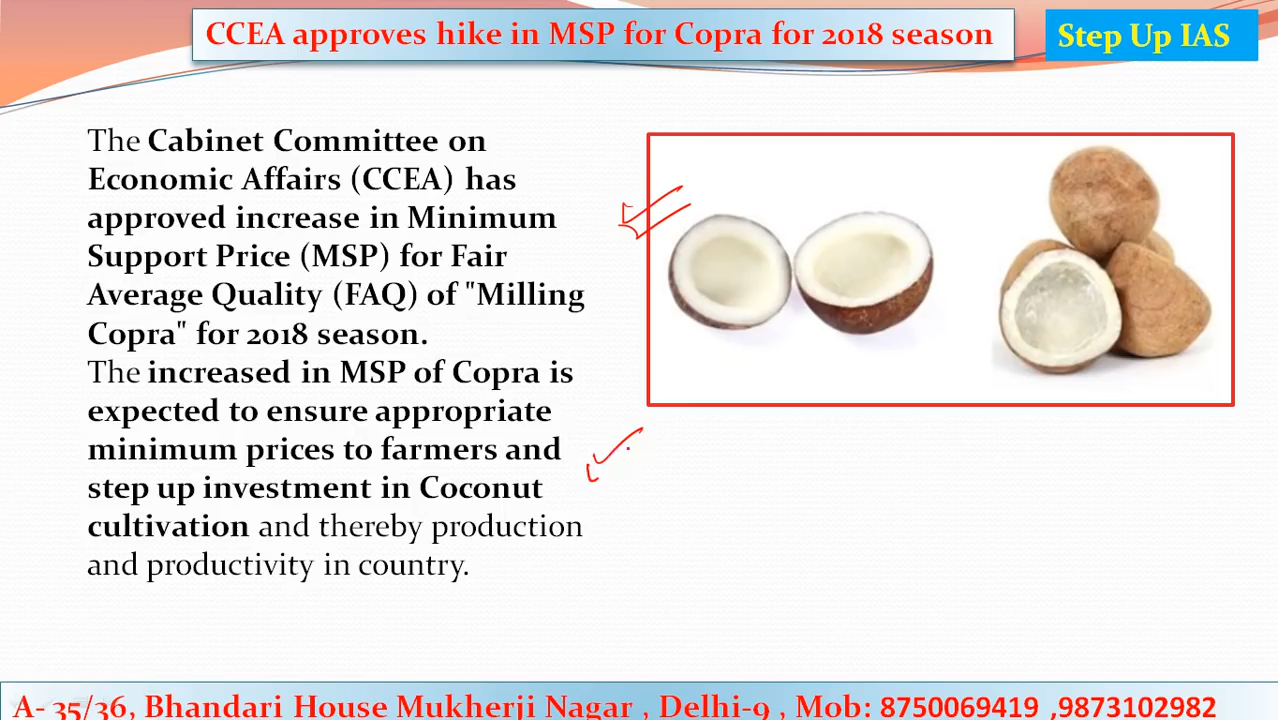 CCEA approves hike in MSP for Copra for 2018 season
Step Up IAS
The Cabinet Committee on
Economic Affairs (CCEA) has
approved increase in Minimum
Support Price (MSP) for Fair
Average Quality (FAQ) of "Milling
Copra" for 2018 season.
The increased in MSP of Copra is
expected to ensure appropriate
minimum prices to farmers and
step up investment in Coconut
cultivation and thereby production
and productivity in country.
A- 35/36, Bhandari House Mukherji Nagar , Delhi-9 , Mob: 8750069419 ,9873102982